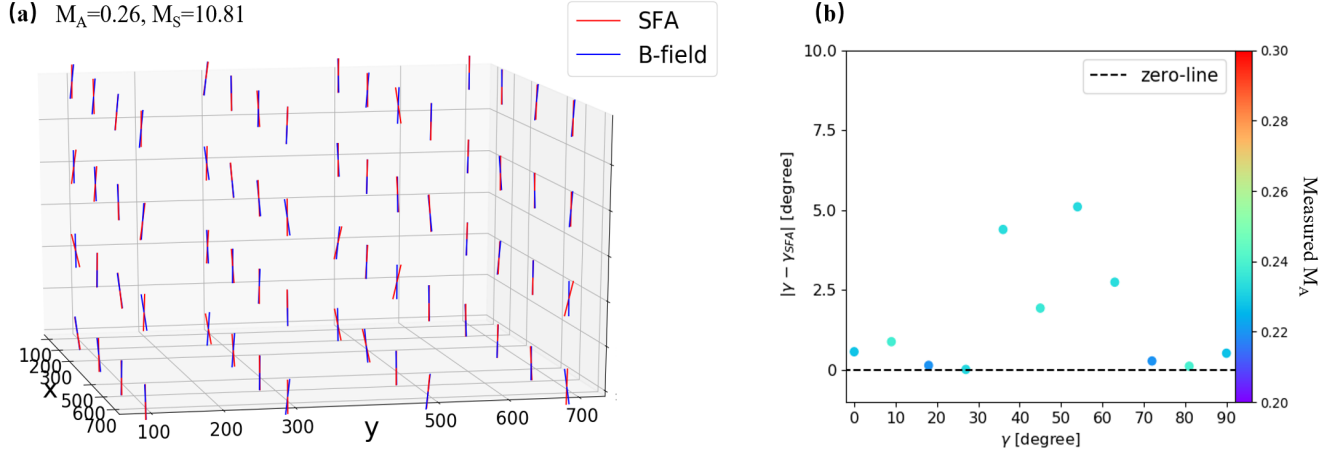 (a) M_A=0.26, M_S=10.81
SFA
B-field
100
200
300
500
600
700
x
100
200
300
500
600
700
y
(b)
10.0
7.5
5.0
2.5
0
|γ − γ_SFA| [degree]
zero-line
0 10 20 30 40 50 60 70 80 90
γ [degree]
0.30
0.28
0.26
0.24
0.22
0.20
Measured M_A